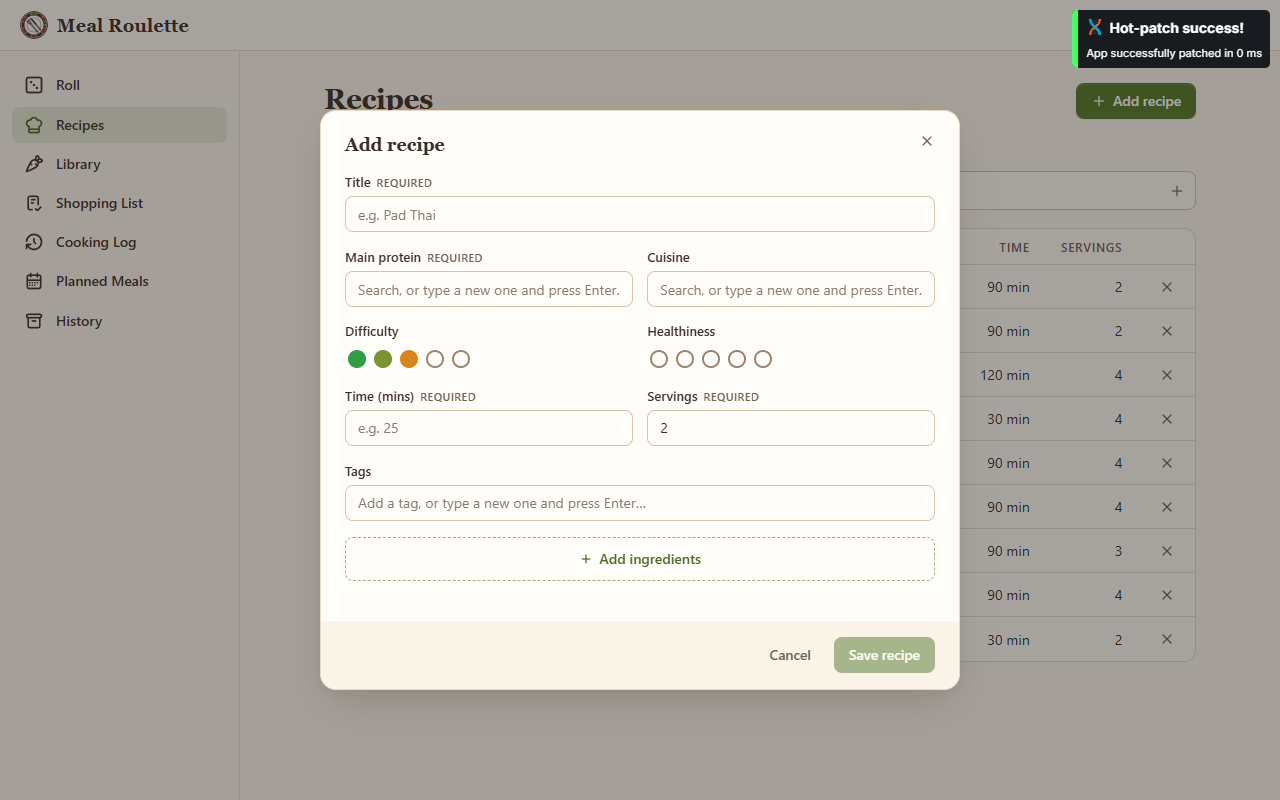 Meal Roulette
Hot-patch success!
App successfully patched in 0 ms
Roll
Recipes
Library
Shopping List
Cooking Log
Planned Meals
History
Recipes
+ Add recipe
Add recipe
Title REQUIRED
e.g. Pad Thai
Main protein REQUIRED
Search, or type a new one and press Enter.
Cuisine
Search, or type a new one and press Enter.
Difficulty
Healthiness
Time (mins) REQUIRED
e.g. 25
Servings REQUIRED
2
Tags
Add a tag, or type a new one and press Enter...
+ Add ingredients
Cancel
Save recipe
TIME SERVINGS
90 min 2
90 min 2
120 min 4
30 min 4
90 min 4
90 min 4
90 min 3
90 min 4
30 min 2